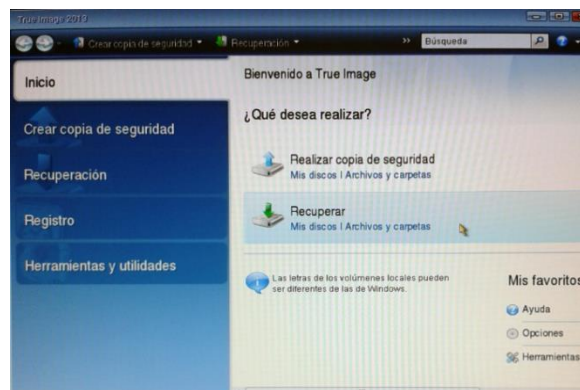 True Image 2019
Crear copia de seguridad
Recuperación
Búsqueda
Inicio
Crear copia de seguridad
Recuperación
Registro
Herramientas y utilidades
Bienvenido a True Image
¿Qué desea realizar?
Realizar copia de seguridad
Mis discos | Archivos y carpetas
Recuperar
Mis discos | Archivos y carpetas
Las letras de los volúmenes locales pueden
ser diferentes de las de Windows.
Mis favoritos
Ayuda
Opciones
Herramientas